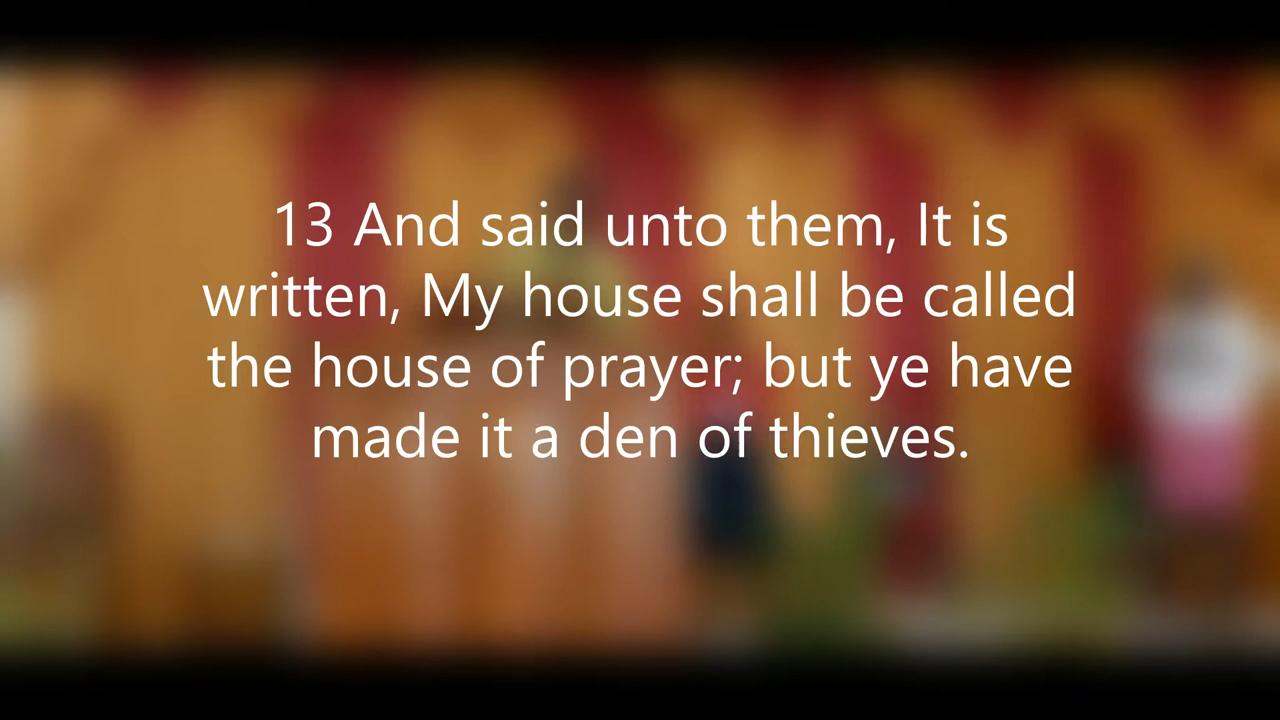 13 And said unto them, It is
written, My house shall be called
the house of prayer; but ye have
made it a den of thieves.